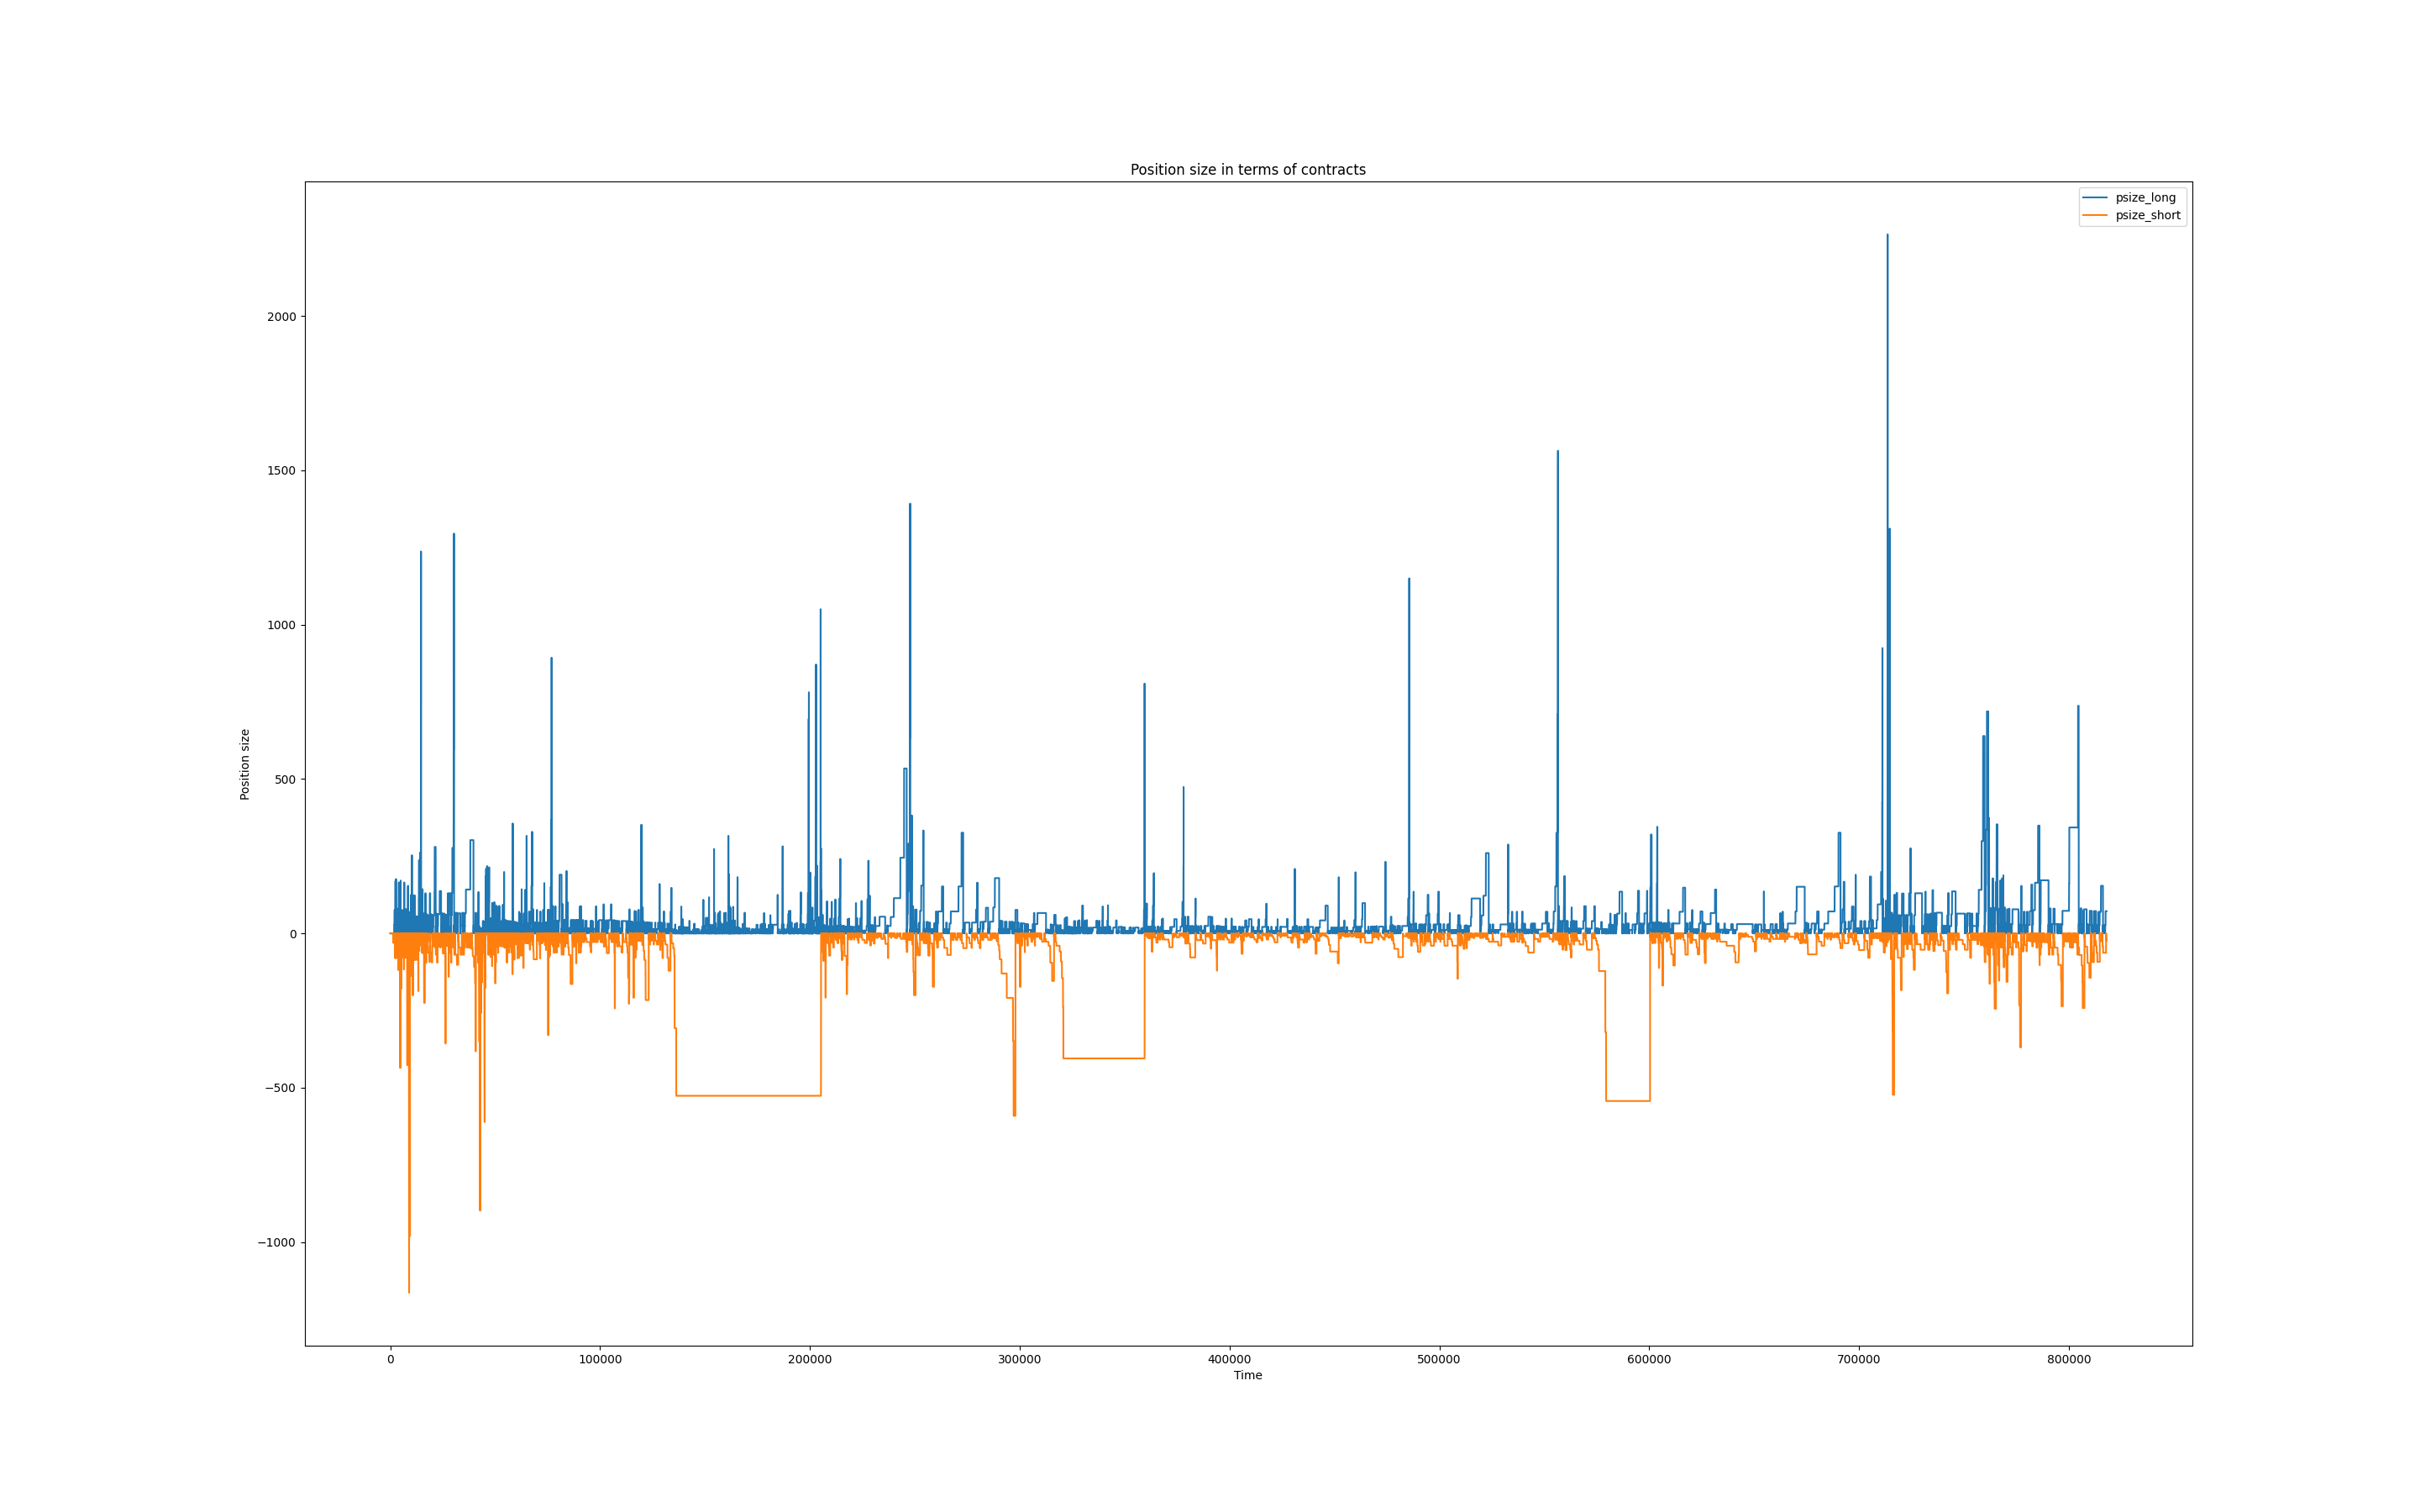 Position size in terms of contracts
psize_long
psize_short
Position size
2000
1500
1000
500
0
−500
−1000
0 100000 200000 300000 400000 500000 600000 700000 800000
Time